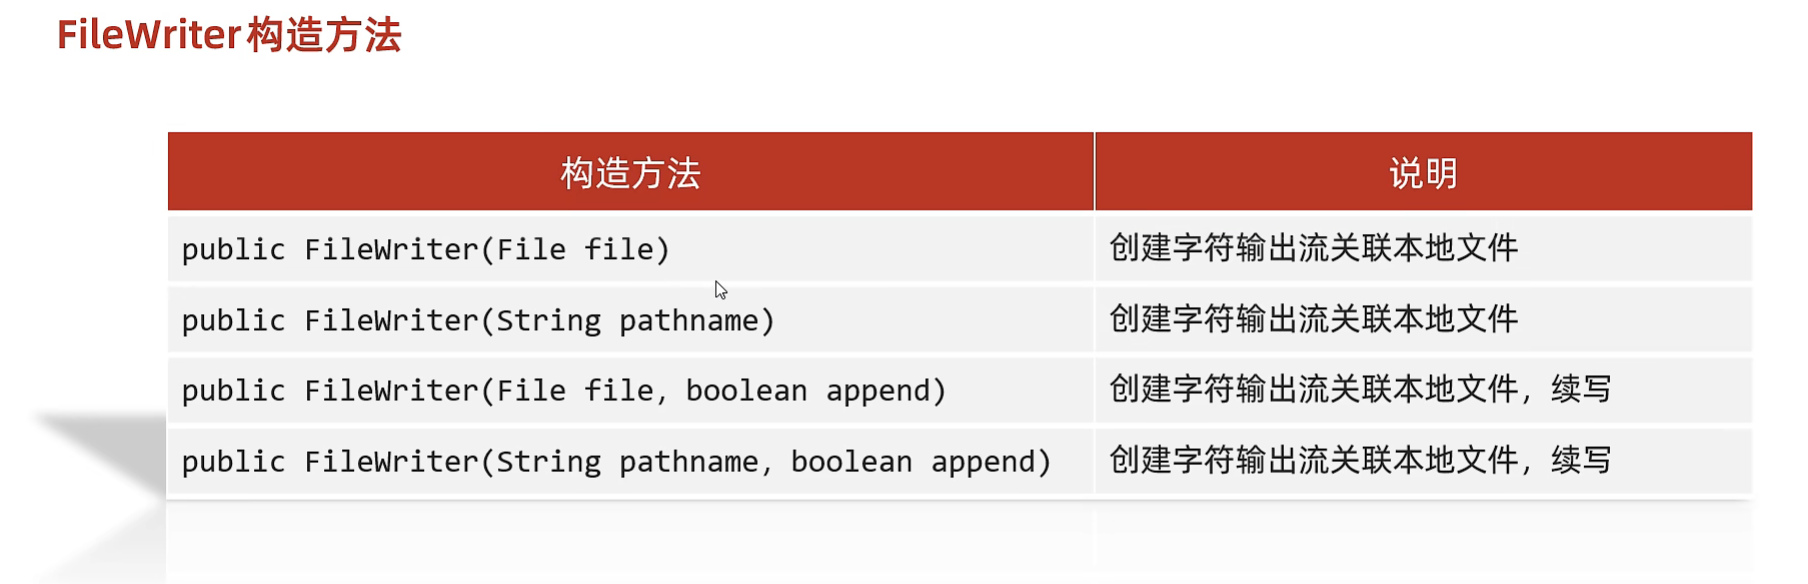 FileWriter构造方法
构造方法 说明
public FileWriter(File file) 创建字符输出流关联本地文件
public FileWriter(String pathname) 创建字符输出流关联本地文件
public FileWriter(File file, boolean append) 创建字符输出流关联本地文件，续写
public FileWriter(String pathname, boolean append) 创建字符输出流关联本地文件，续写